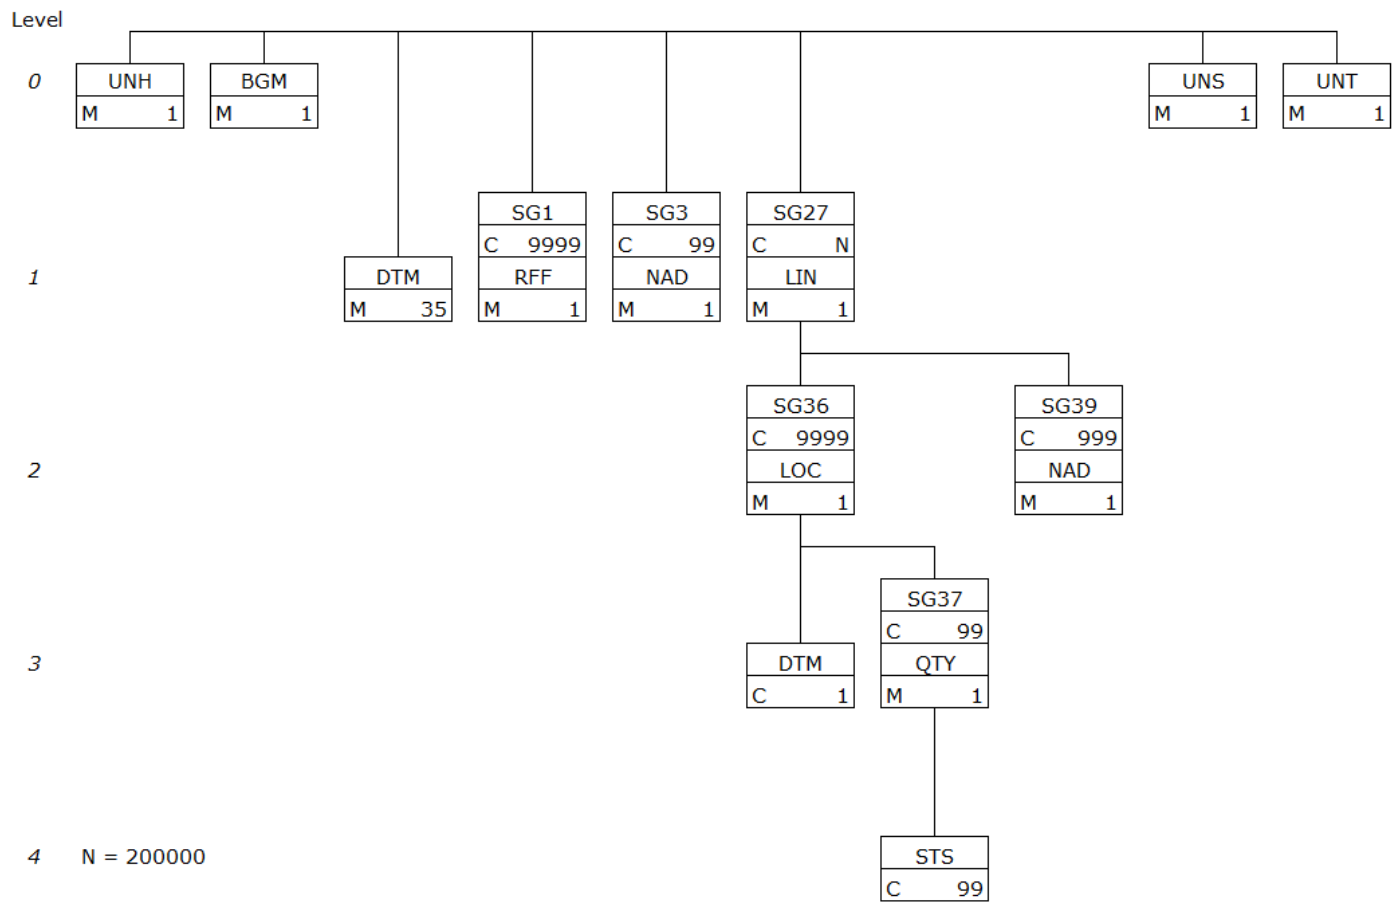 Level
0
UNH
M 1
BGM
M 1
UNS
M 1
UNT
M 1
1
DTM
M 35
SG1
C 9999
RFF
M 1
SG3
C 99
NAD
M 1
SG27
C N
LIN
M 1
2
SG36
C 9999
LOC
M 1
SG39
C 999
NAD
M 1
3
DTM
C 1
SG37
C 99
QTY
M 1
4
N = 200000
STS
C 99